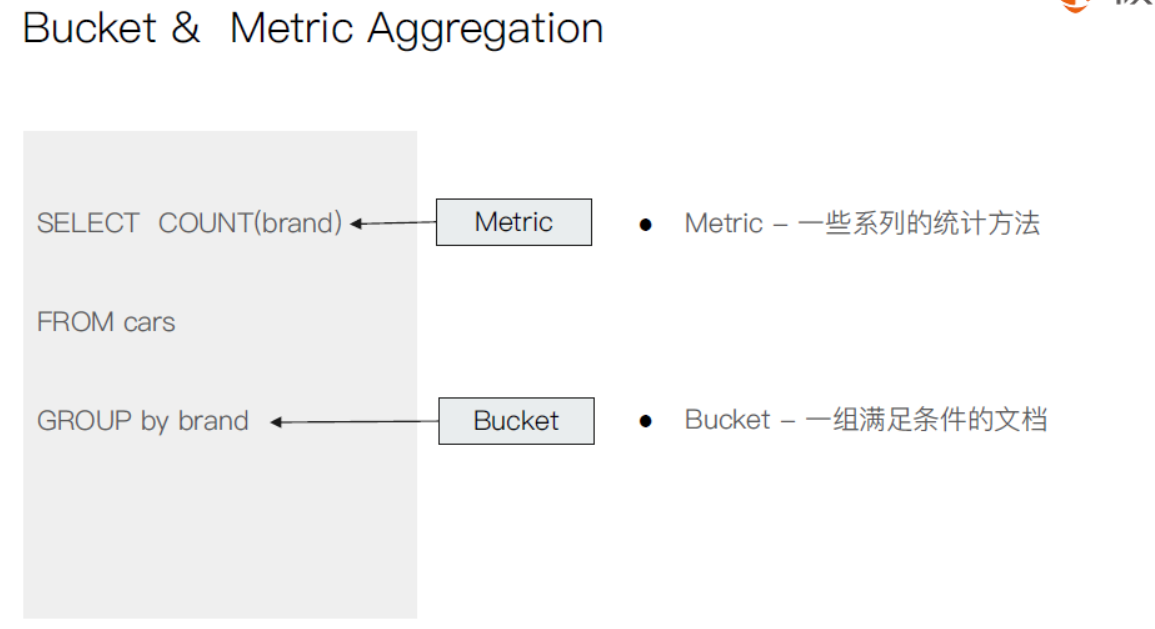 Bucket & Metric Aggregation
SELECT COUNT(brand)
Metric
● Metric – 一些系列的统计方法
FROM cars
GROUP by brand
Bucket
● Bucket – 一组满足条件的文档